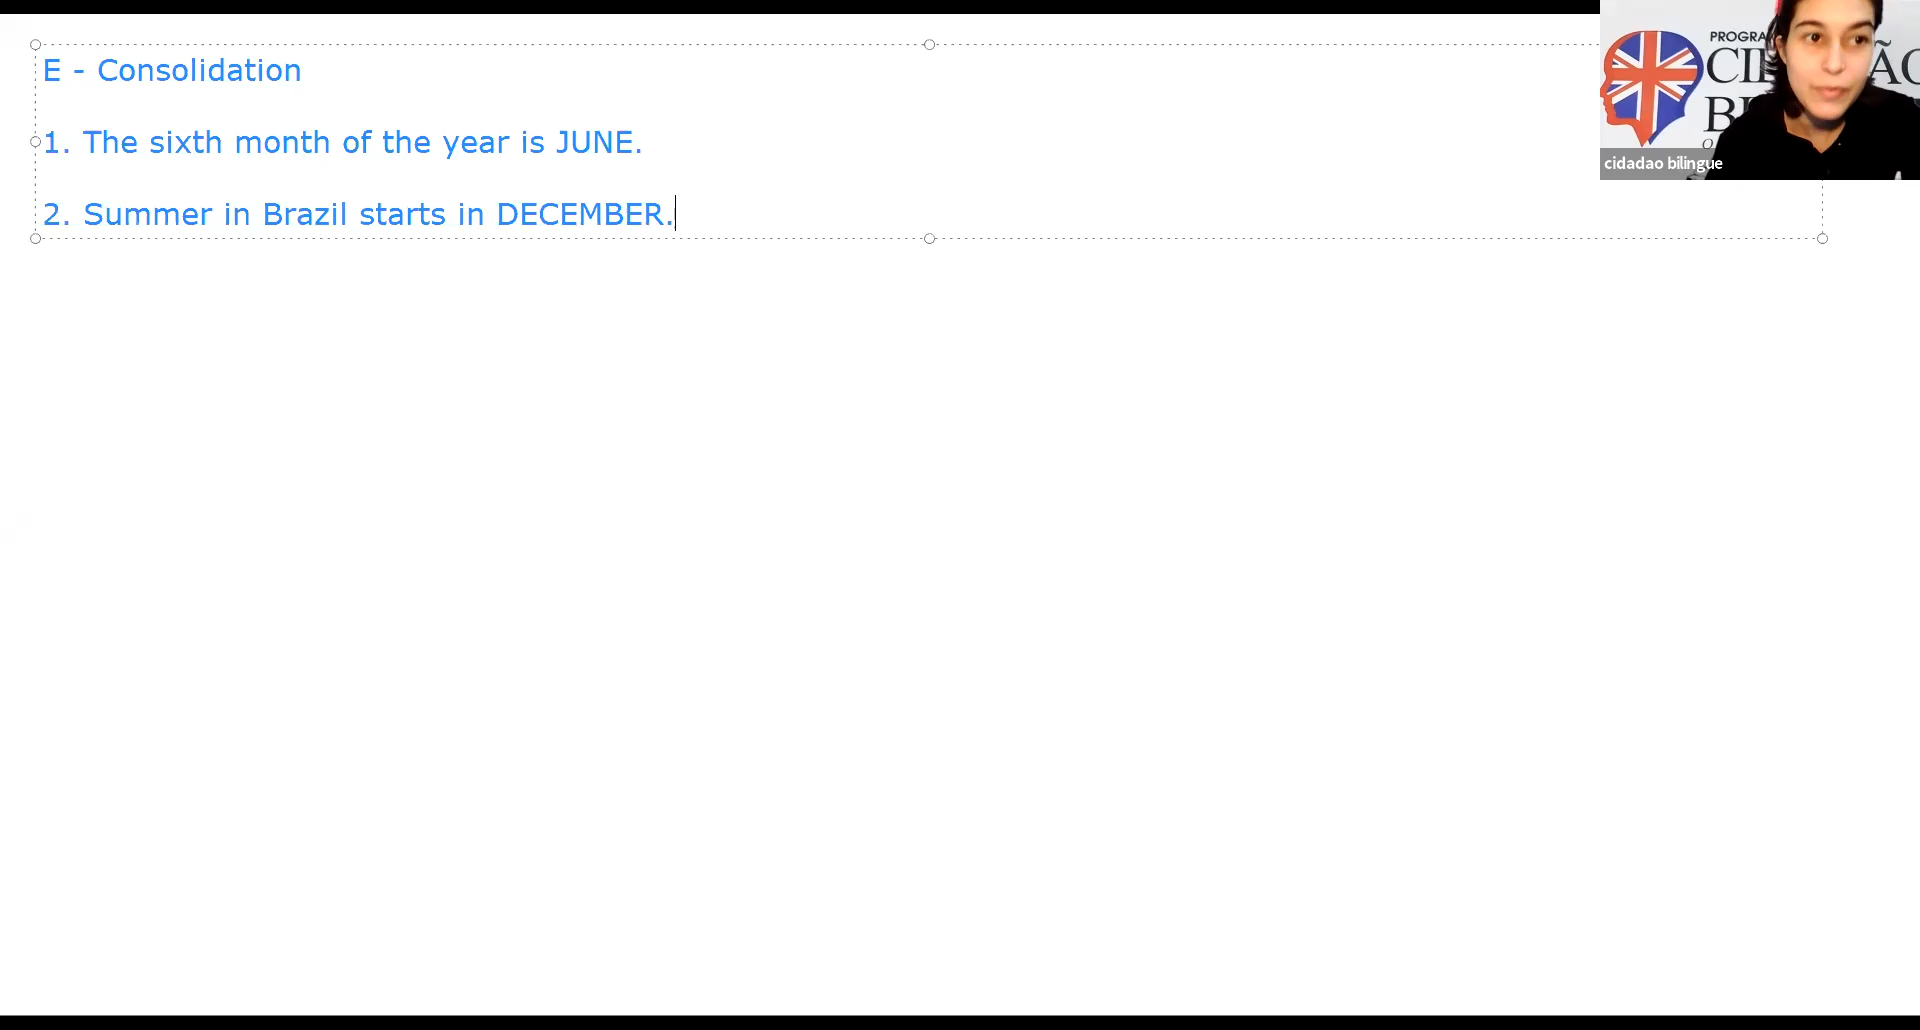 E - Consolidation
1. The sixth month of the year is JUNE.
2. Summer in Brazil starts in DECEMBER.
cidadao bilingue